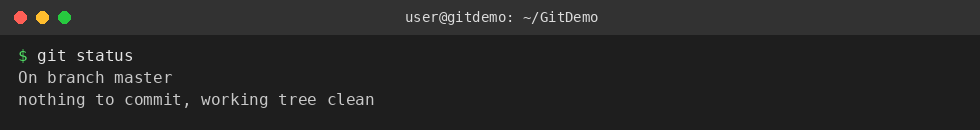 user@gitdemo: ~/GitDemo
$ git status
On branch master
nothing to commit, working tree clean